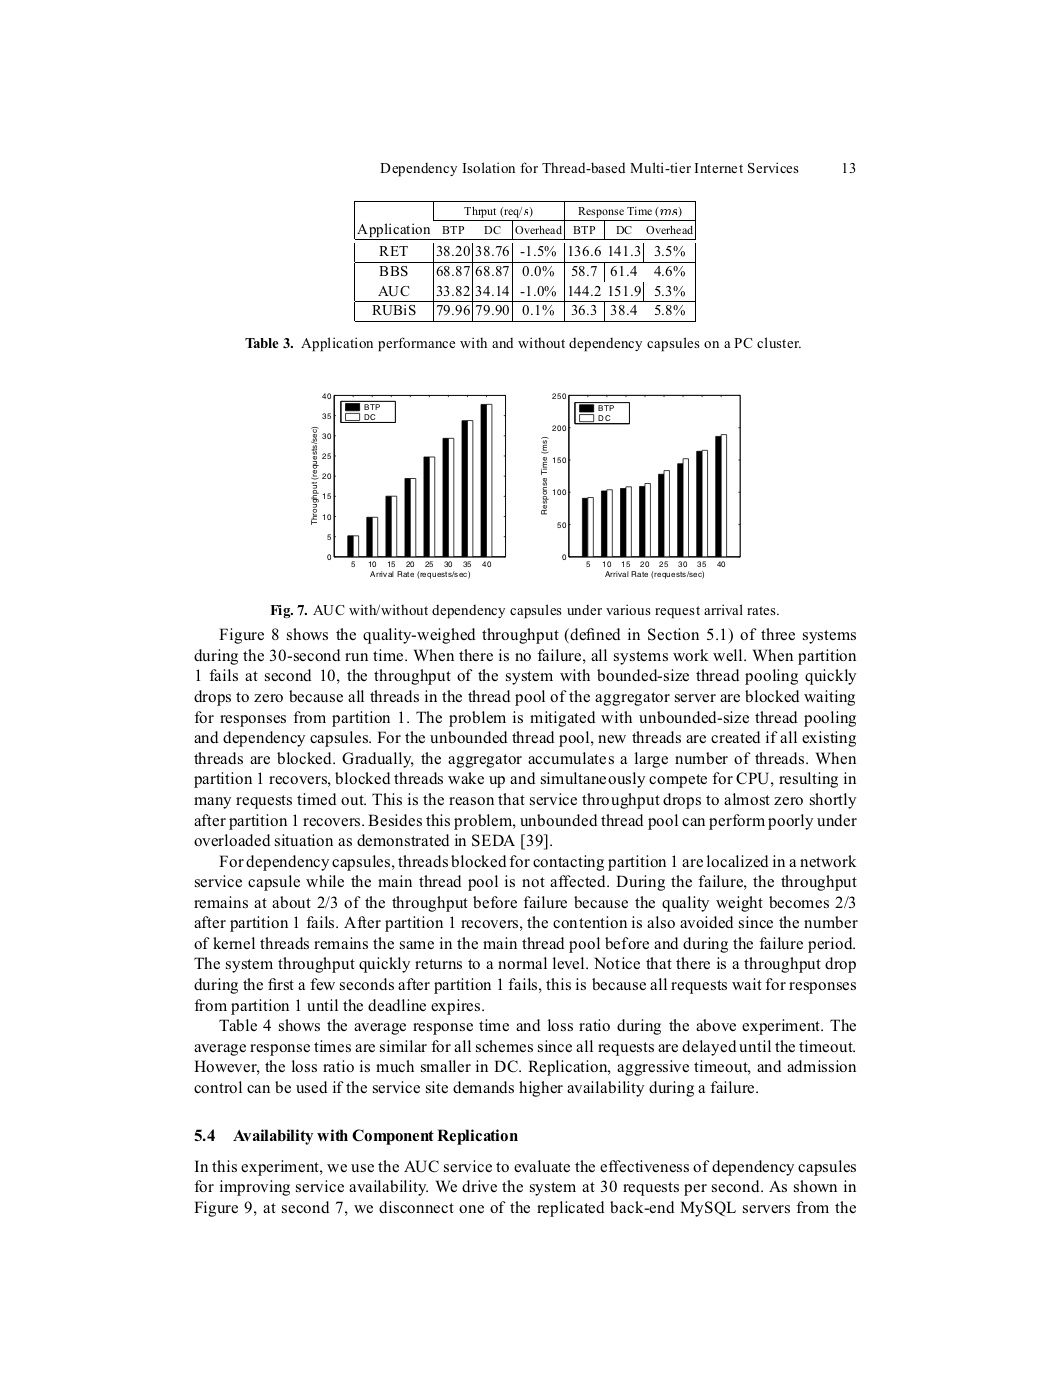 Dependency Isolation for Thread-based Multi-tier Internet Services 13
Thrput (req/s) Response Time (ms)
Application BTP DC Overhead BTP DC Overhead
RET 38.20 38.76 -1.5% 136.6 141.3 3.5%
BBS 68.87 68.87 0.0% 58.7 61.4 4.6%
AUC 33.82 34.14 -1.0% 144.2 151.9 5.3%
RUBiS 79.96 79.90 0.1% 36.3 38.4 5.8%
Table 3. Application performance with and without dependency capsules on a PC cluster.
Throughput (requests/sec)
40
35
30
25
20
15
10
5
0
BTP
DC
5 10 15 20 25 30 35 40
Arrival Rate (requests/sec)
Response Time (ms)
250
200
150
100
50
0
BTP
DC
5 10 15 20 25 30 35 40
Arrival Rate (requests/sec)
Fig. 7. AUC with/without dependency capsules under various request arrival rates.
Figure 8 shows the quality-weighed throughput (defined in Section 5.1) of three systems
during the 30-second run time. When there is no failure, all systems work well. When partition
1 fails at second 10, the throughput of the system with bounded-size thread pooling quickly
drops to zero because all threads in the thread pool of the aggregator server are blocked waiting
for responses from partition 1. The problem is mitigated with unbounded-size thread pooling
and dependency capsules. For the unbounded thread pool, new threads are created if all existing
threads are blocked. Gradually, the aggregator accumulates a large number of threads. When
partition 1 recovers, blocked threads wake up and simultaneously compete for CPU, resulting in
many requests timed out. This is the reason that service throughput drops to almost zero shortly
after partition 1 recovers. Besides this problem, unbounded thread pool can perform poorly under
overloaded situation as demonstrated in SEDA [39].
For dependency capsules, threads blocked for contacting partition 1 are localized in a network
service capsule while the main thread pool is not affected. During the failure, the throughput
remains at about 2/3 of the throughput before failure because the quality weight becomes 2/3
after partition 1 fails. After partition 1 recovers, the contention is also avoided since the number
of kernel threads remains the same in the main thread pool before and during the failure period.
The system throughput quickly returns to a normal level. Notice that there is a throughput drop
during the first a few seconds after partition 1 fails, this is because all requests wait for responses
from partition 1 until the deadline expires.
Table 4 shows the average response time and loss ratio during the above experiment. The
average response times are similar for all schemes since all requests are delayed until the timeout.
However, the loss ratio is much smaller in DC. Replication, aggressive timeout, and admission
control can be used if the service site demands higher availability during a failure.
5.4 Availability with Component Replication
In this experiment, we use the AUC service to evaluate the effectiveness of dependency capsules
for improving service availability. We drive the system at 30 requests per second. As shown in
Figure 9, at second 7, we disconnect one of the replicated back-end MySQL servers from the